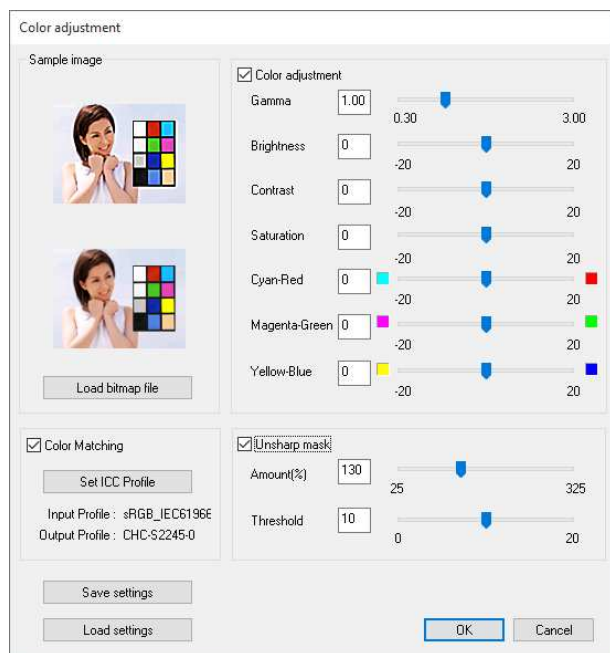 Color adjustment
Sample image
Load bitmap file
Color adjustment
Gamma 1.00
0.30 3.00
Brightness 0
-20 20
Contrast 0
-20 20
Saturation 0
-20 20
Cyan-Red 0
-20 20
Magenta-Green 0
-20 20
Yellow-Blue 0
-20 20
Color Matching
Set ICC Profile
Input Profile : sRGB_IEC61966
Output Profile : CHC-S2245-0
Unsharp mask
Amount(%) 130
25 325
Threshold 10
0 20
Save settings
Load settings
OK
Cancel